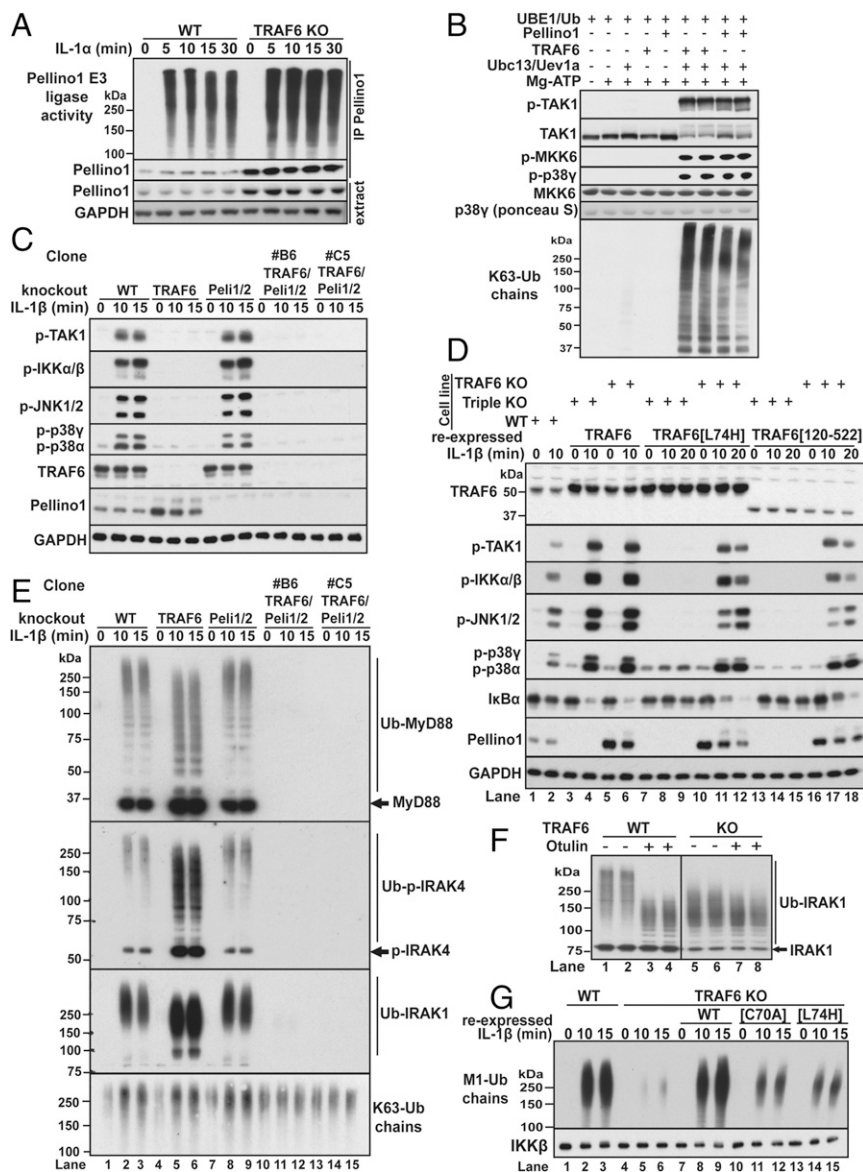 A
WT TRAF6 KO
IL-1α (min) 0 5 10 15 30 0 5 10 15 30
Pellino1 E3
ligase
activity
kDa
250
150
100
IP Pellino1
Pellino1
Pellino1
GAPDH
extract
B
UBE1/Ub + + + + + + + + +
Pellino1 - - - - + - - + +
TRAF6 - - - + - + + - -
Ubc13/Uev1a - - + - - + + + +
Mg-ATP - + + + + + + + +
p-TAK1
TAK1
p-MKK6
p-p38γ
MKK6
p38γ (ponceau S)
kDa
250
150
100
75
50
37
K63-Ub
chains
C
Clone #B6 #C5
TRAF6/ TRAF6/
knockout WT TRAF6 Peli1/2 Peli1/2 Peli1/2
IL-1β (min) 0 10 15 0 10 15 0 10 15 0 10 15 0 10 15
p-TAK1
p-IKKα/β
p-JNK1/2
p-p38γ
p-p38α
TRAF6
Pellino1
GAPDH
D
Cell line
TRAF6 KO + + + + + + + +
Triple KO + + + + + + + +
WT + +
re-expressed TRAF6 TRAF6[L74H] TRAF6[120-522]
IL-1β (min) 0 10 0 10 0 10 0 10 20 0 10 20 0 10 20 0 10 20
kDa
TRAF6 50
37
p-TAK1
p-IKKα/β
p-JNK1/2
p-p38γ
p-p38α
IκBα
Pellino1
GAPDH
Lane 1 2 3 4 5 6 7 8 9 10 11 12 13 14 15 16 17 18
E
Clone #B6 #C5
TRAF6/ TRAF6/
knockout WT TRAF6 Peli1/2 Peli1/2 Peli1/2
IL-1β (min) 0 10 15 0 10 15 0 10 15 0 10 15 0 10 15
kDa
250
150
100
75
50
37
Ub-MyD88
MyD88
250
150
100
75
50
Ub-p-IRAK4
p-IRAK4
250
150
100
75
Ub-IRAK1
250
150
100
K63-Ub
chains
Lane 1 2 3 4 5 6 7 8 9 10 11 12 13 14 15
F
TRAF6 WT KO
Otulin - - + + - - + +
kDa
250
150
100
75
Ub-IRAK1
IRAK1
Lane 1 2 3 4 5 6 7 8
G
WT TRAF6 KO
re-expressed WT [C70A] [L74H]
IL-1β (min) 0 10 15 0 10 15 0 10 15 0 10 15 0 10 15
M1-Ub
chains
kDa
250
150
100
IKKβ
Lane 1 2 3 4 5 6 7 8 9 10 11 12 13 14 15